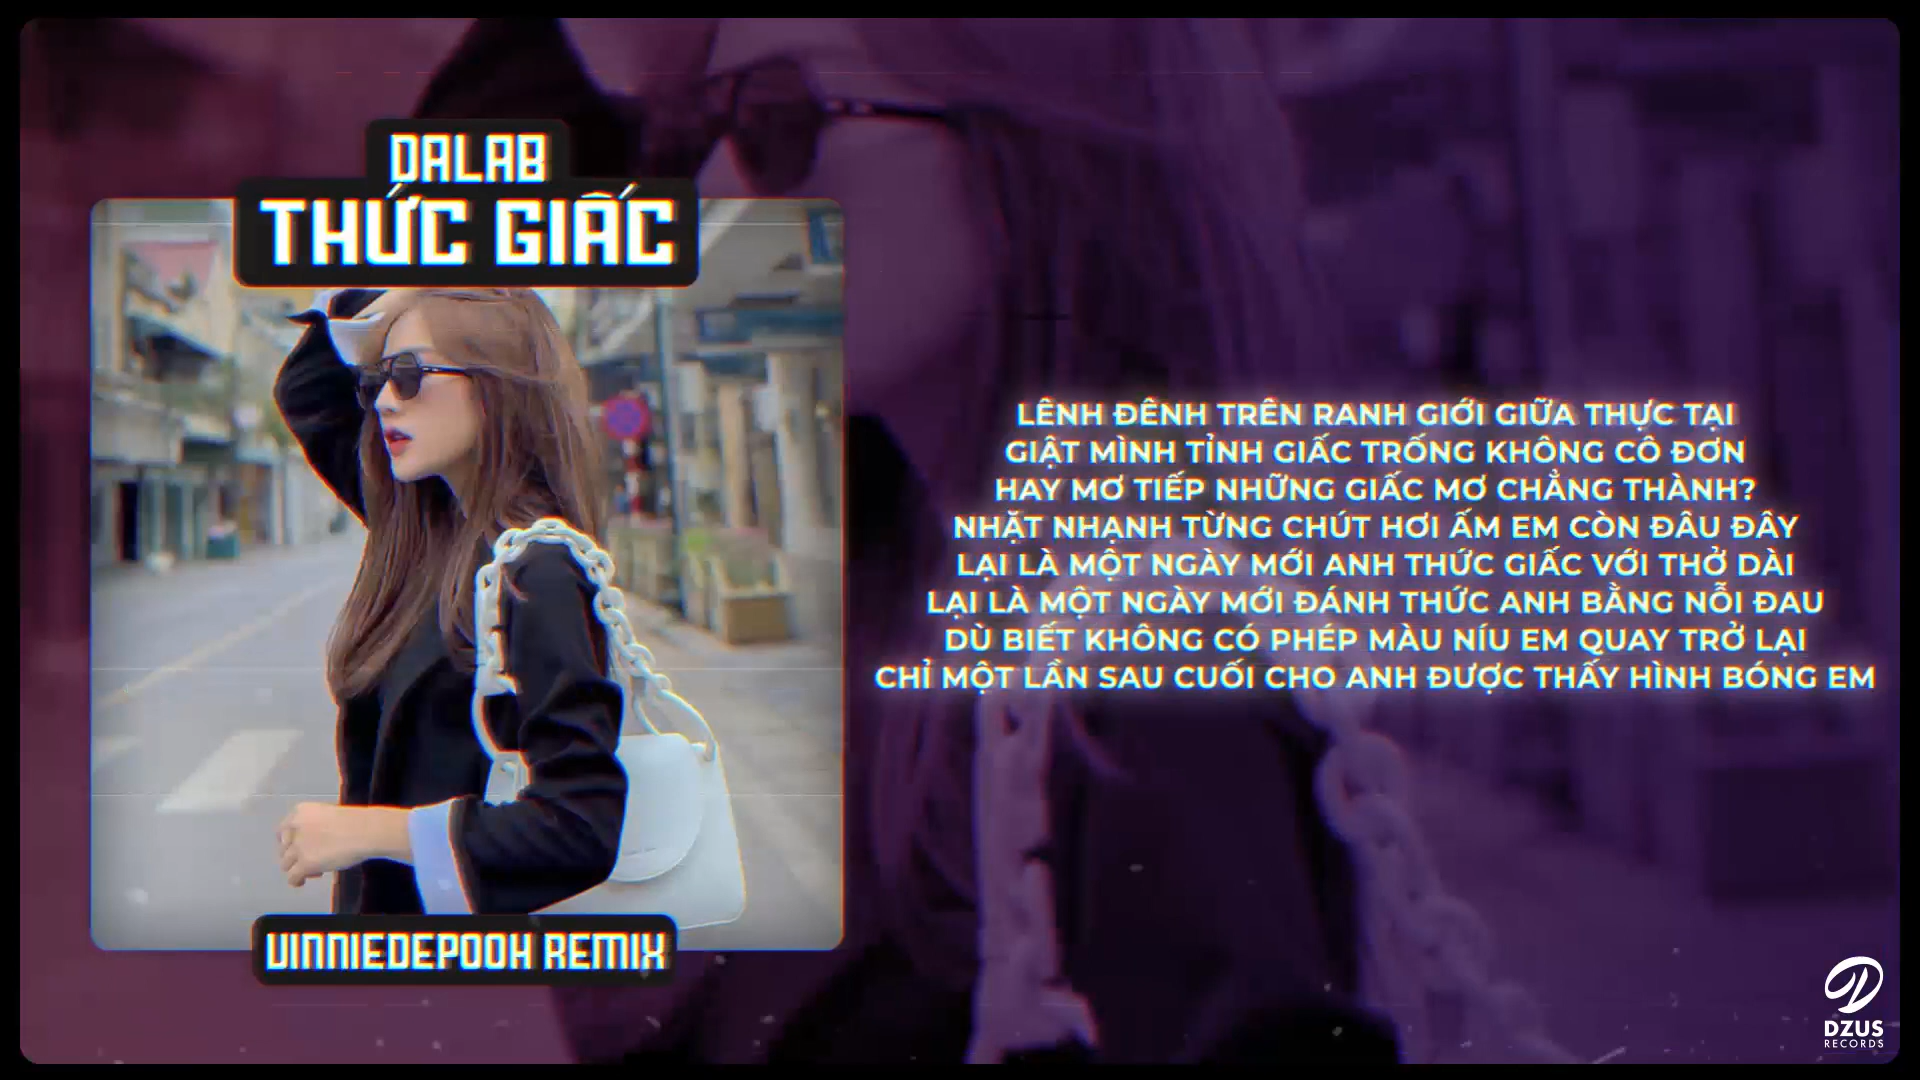 DALAB
THỨC GIẤC
VINNIEDEPOOH REMIX
LÊNH ĐÊNH TRÊN RANH GIỚI GIỮA THỰC TẠI
GIẬT MÌNH TỈNH GIẤC TRỐNG KHÔNG CÔ ĐƠN
HAY MƠ TIẾP NHỮNG GIẤC MƠ CHẲNG THÀNH?
NHẶT NHẠNH TỪNG CHÚT HƠI ẤM EM CÒN ĐÂU ĐÂY
LẠI LÀ MỘT NGÀY MỚI ANH THỨC GIẤC VỚI THỞ DÀI
LẠI LÀ MỘT NGÀY MỚI ĐÁNH THỨC ANH BẰNG NỖI ĐAU
DÙ BIẾT KHÔNG CÓ PHÉP MÀU NÍU EM QUAY TRỞ LẠI
CHỈ MỘT LẦN SAU CUỐI CHO ANH ĐƯỢC THẤY HÌNH BÓNG EM
DZUS
RECORDS